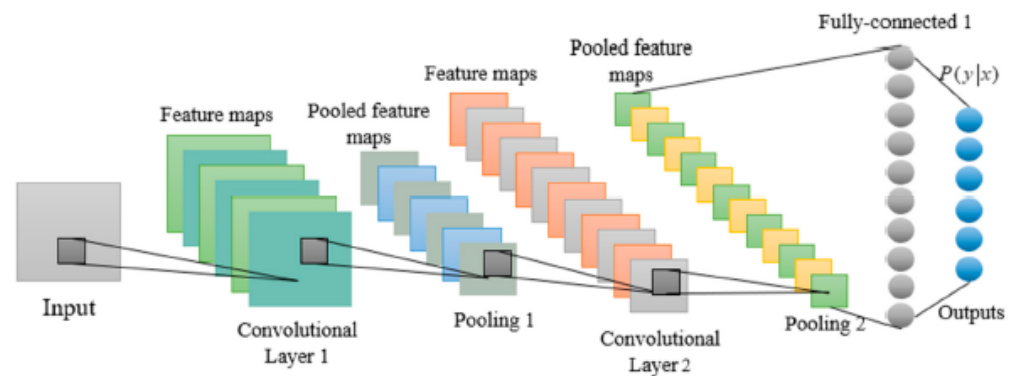 Fully-connected 1
Pooled feature
maps
P(y|x)
Feature maps
Pooled feature
maps
Feature maps
Input
Convolutional
Layer 1
Pooling 1
Convolutional
Layer 2
Pooling 2
Outputs